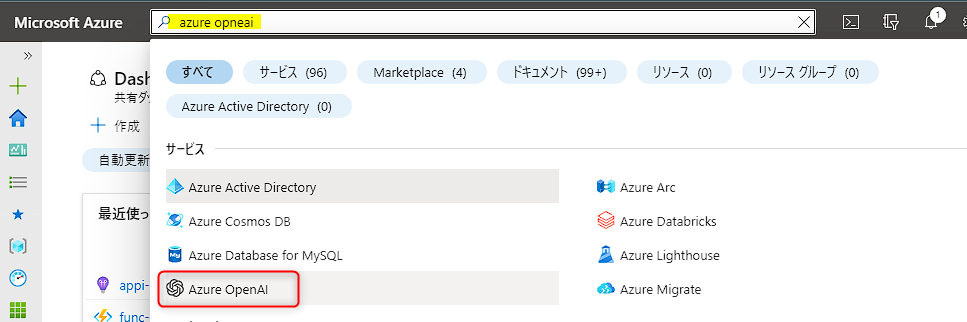 Microsoft Azure
azure opneai
1
すべて
サービス (96)
Marketplace (4)
ドキュメント (99+)
リソース (0)
リソース グループ (0)
Azure Active Directory (0)
Dash
共有ダッ
作成
自動更新
最近使っ
appi-
func-
サービス
Azure Active Directory
Azure Arc
Azure Cosmos DB
Azure Databricks
Azure Database for MySQL
Azure Lighthouse
Azure OpenAI
Azure Migrate